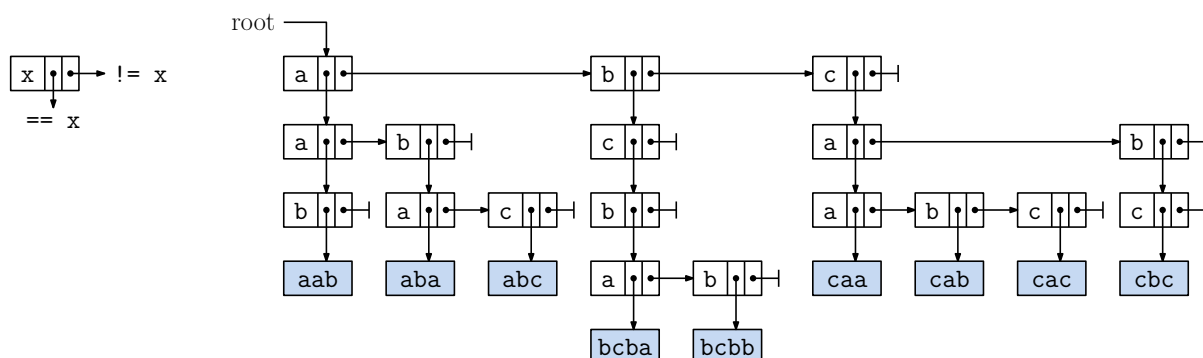 root
a b c
x != x
== x
a b c a b
b a c b a b c c
aab aba abc a b caa cab cac cbc
bcba bcbb